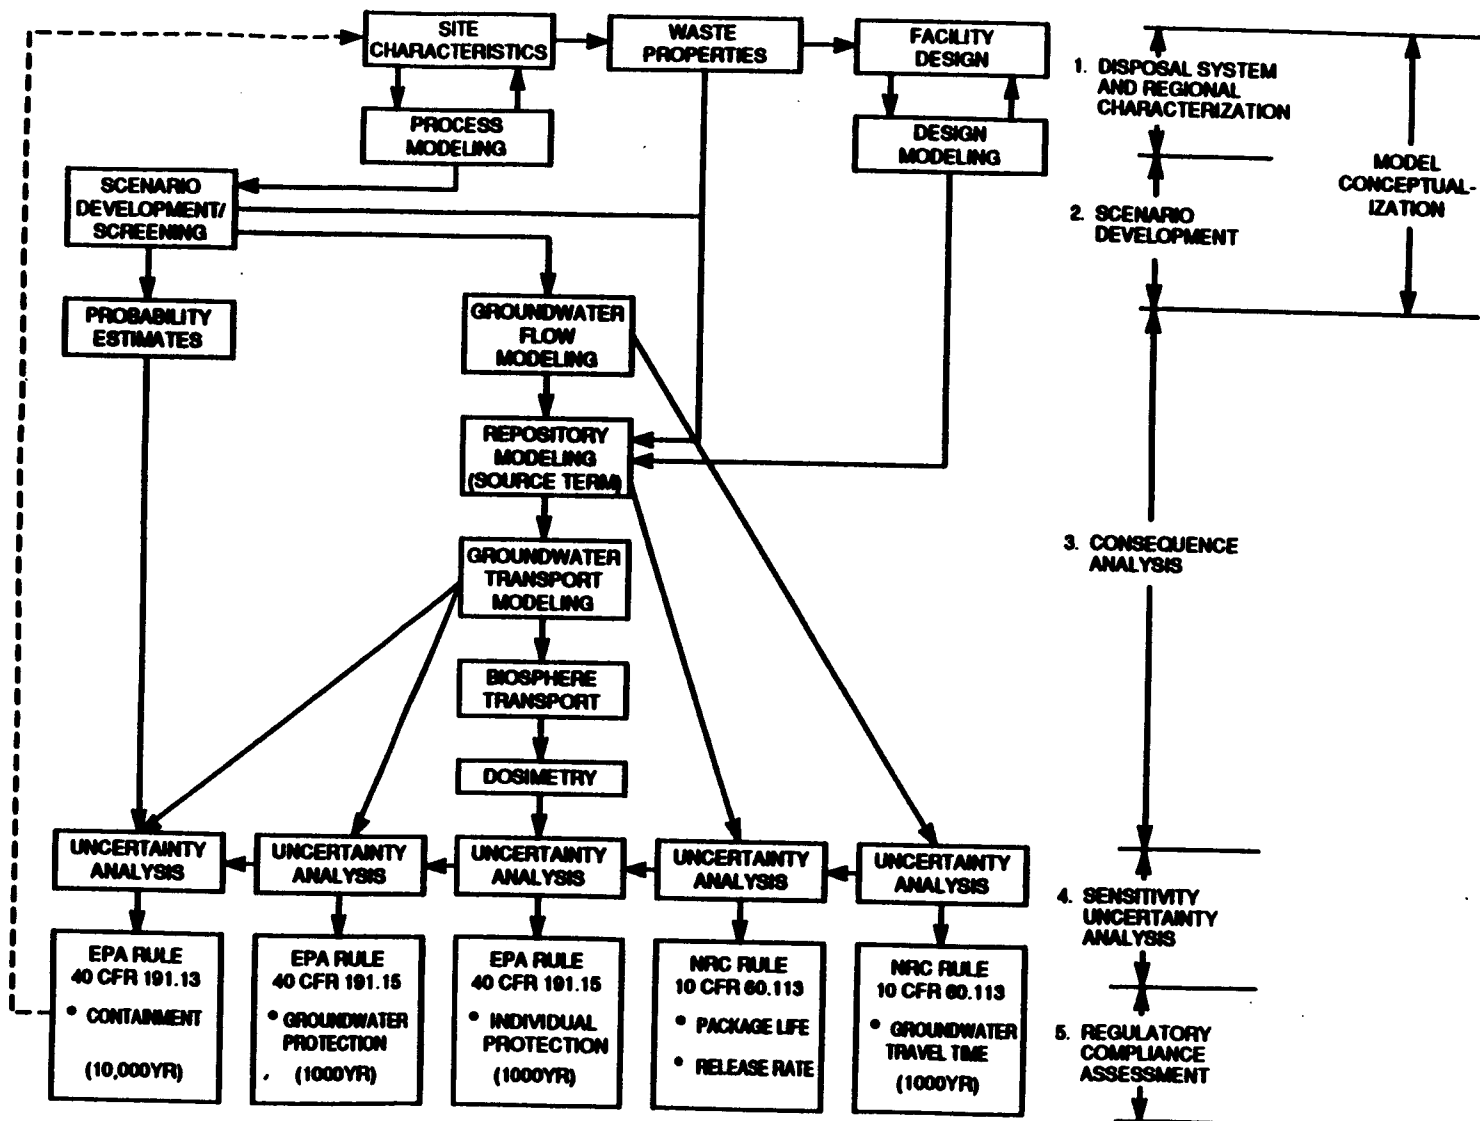 SITE
CHARACTERISTICS
WASTE
PROPERTIES
FACILITY
DESIGN
PROCESS
MODELING
DESIGN
MODELING
SCENARIO
DEVELOPMENT/
SCREENING
PROBABILITY
ESTIMATES
GROUNDWATER
FLOW
MODELING
REPOSITORY
MODELING
(SOURCE TERM)
GROUNDWATER
TRANSPORT
MODELING
BIOSPHERE
TRANSPORT
DOSIMETRY
UNCERTAINTY
ANALYSIS
UNCERTAINTY
ANALYSIS
UNCERTAINTY
ANALYSIS
UNCERTAINTY
ANALYSIS
UNCERTAINTY
ANALYSIS
EPA RULE
40 CFR 191.13
• CONTAINMENT
(10,000YR)
EPA RULE
40 CFR 191.15
• GROUNDWATER
PROTECTION
(1000YR)
EPA RULE
40 CFR 191.15
• INDIVIDUAL
PROTECTION
(1000YR)
NRC RULE
10 CFR 60.113
• PACKAGE LIFE
• RELEASE RATE
NRC RULE
10 CFR 60.113
• GROUNDWATER
TRAVEL TIME
(1000YR)
1. DISPOSAL SYSTEM
AND REGIONAL
CHARACTERIZATION
2. SCENARIO
DEVELOPMENT
MODEL
CONCEPTUAL-
IZATION
3. CONSEQUENCE
ANALYSIS
4. SENSITIVITY
UNCERTAINTY
ANALYSIS
5. REGULATORY
COMPLIANCE
ASSESSMENT